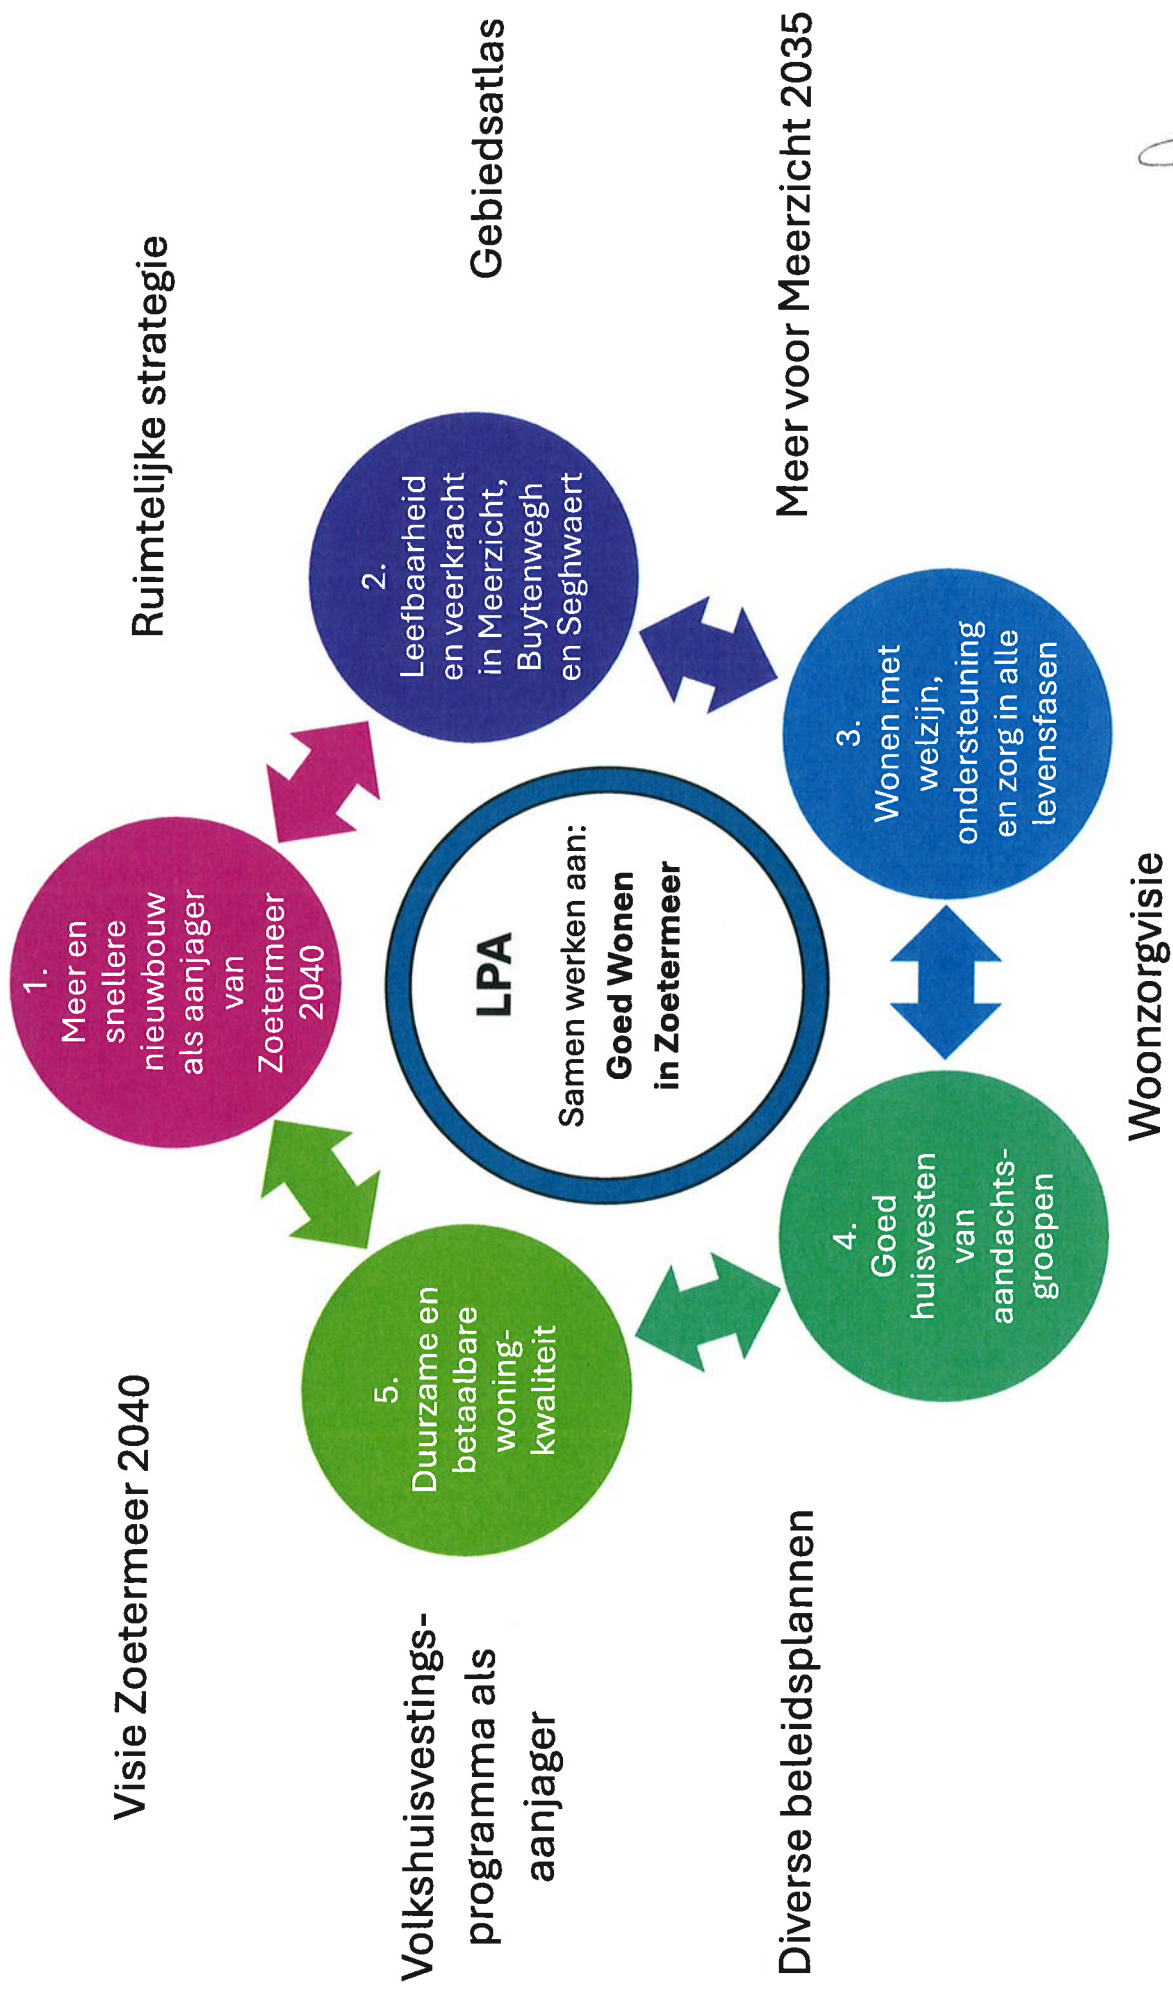 Visie Zoetermeer 2040
Ruimtelijke strategie
1.
Meer en
snellere
nieuwbouw
als aanjager
van
Zoetermeer
2040
Gebiedsatlas
2.
Leefbaarheid
en veerkracht
in Meerzicht,
Buytenwegh
en Seghwaert
Meer voor Meerzicht 2035
3.
Wonen met
welzijn,
ondersteuning
en zorg in alle
levensfasen
Woonzorgvisie
4.
Goed
huisvesten
van
aandachts-
groepen
Diverse beleidsplannen
5.
Duurzame en
betaalbare
woning-
kwaliteit
Volkshuisvestings-
programma als
aanjager
LPA
Samen werken aan:
Goed Wonen
in Zoetermeer